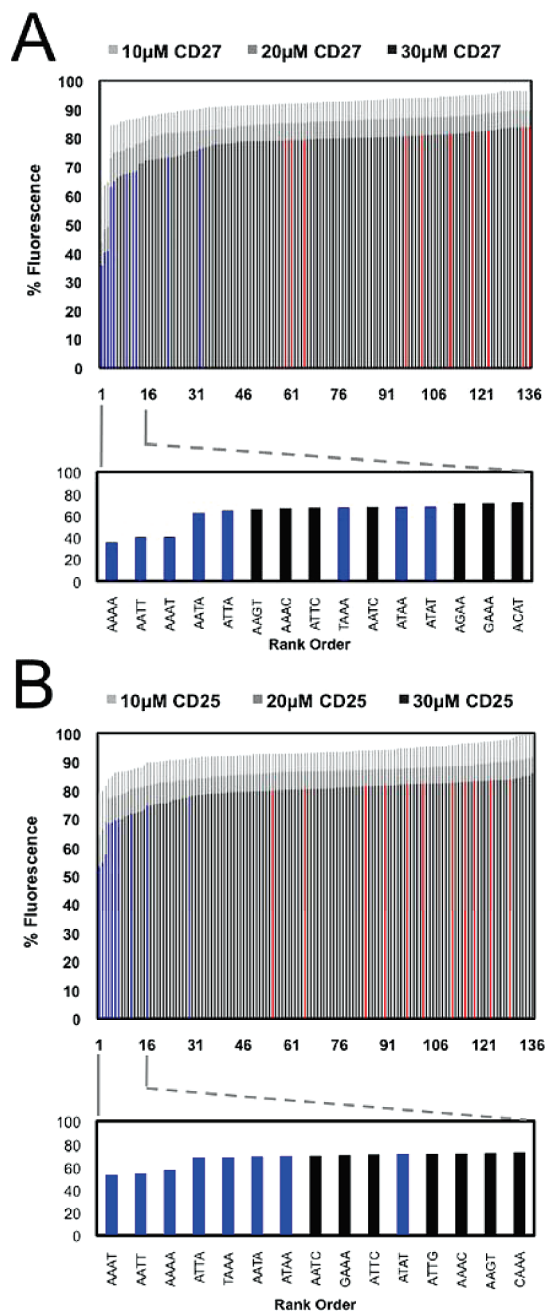 A
10µM CD27 20µM CD27 30µM CD27
100
90
80
70
60
50
40
30
20
10
0
% Fluorescence
1 16 31 46 61 76 91 106 121 136
100
80
60
40
20
0
AAAA AATT AAAT AATA ATTA AAGT AAAC ATTC TAAA AATC ATAA ATAT AGAA GAAA ACAT
Rank Order
B
10µM CD25 20µM CD25 30µM CD25
100
90
80
70
60
50
40
30
20
10
0
% Fluorescence
1 16 31 46 61 76 91 106 121 136
100
80
60
40
20
0
AAAT AATT AAAA ATTA TAAA AATA ATAA AATC GAAA ATTC ATAT ATTG AAAC AAGT CAAA
Rank Order